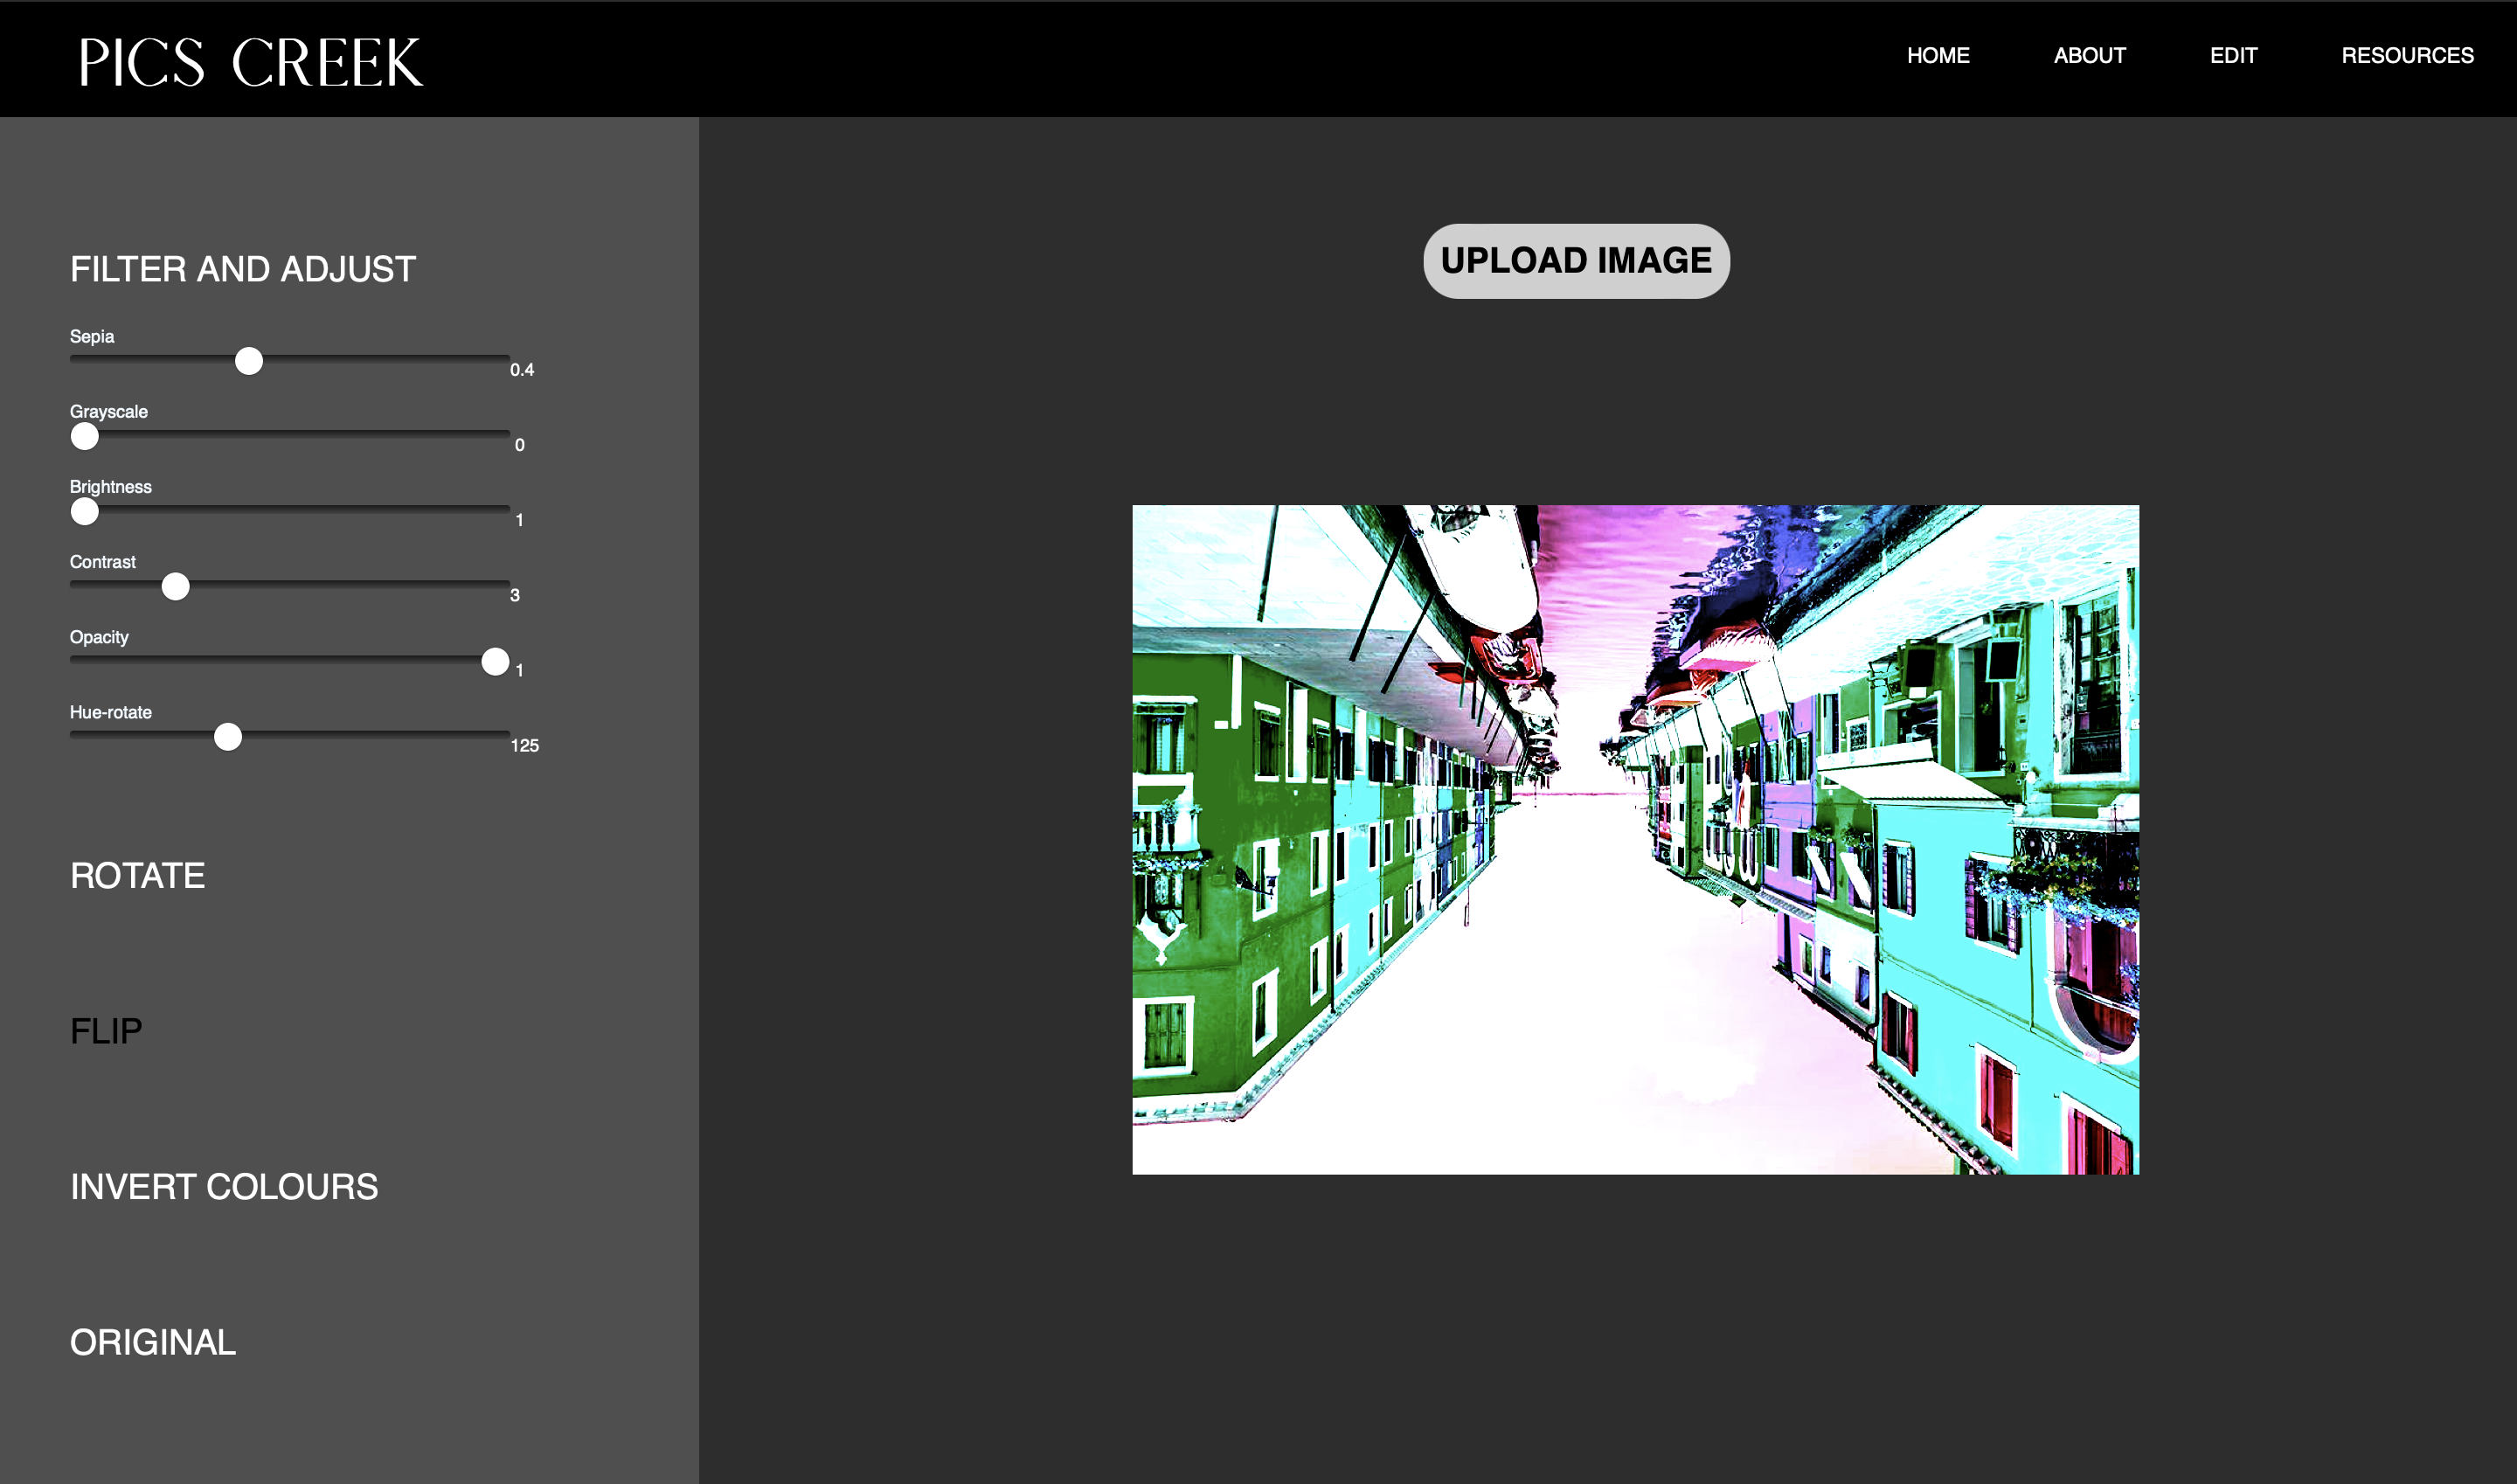 PICS CREEK
HOME ABOUT EDIT RESOURCES
UPLOAD IMAGE
FILTER AND ADJUST
Sepia
0.4
Grayscale
0
Brightness
1
Contrast
3
Opacity
1
Hue-rotate
125
ROTATE
FLIP
INVERT COLOURS
ORIGINAL